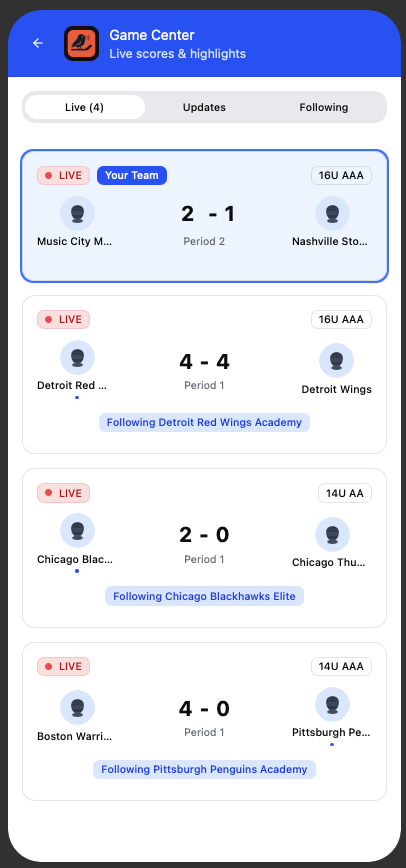 Game Center
Live scores & highlights
Live (4)
Updates
Following
LIVE
Your Team
16U AAA
2 - 1
Music City M...
Period 2
Nashville Sto...
LIVE
16U AAA
4 - 4
Detroit Red ...
Period 1
Detroit Wings
Following Detroit Red Wings Academy
LIVE
14U AA
2 - 0
Chicago Blac...
Period 1
Chicago Thu...
Following Chicago Blackhawks Elite
LIVE
14U AAA
4 - 0
Boston Warri...
Period 1
Pittsburgh Pe...
Following Pittsburgh Penguins Academy